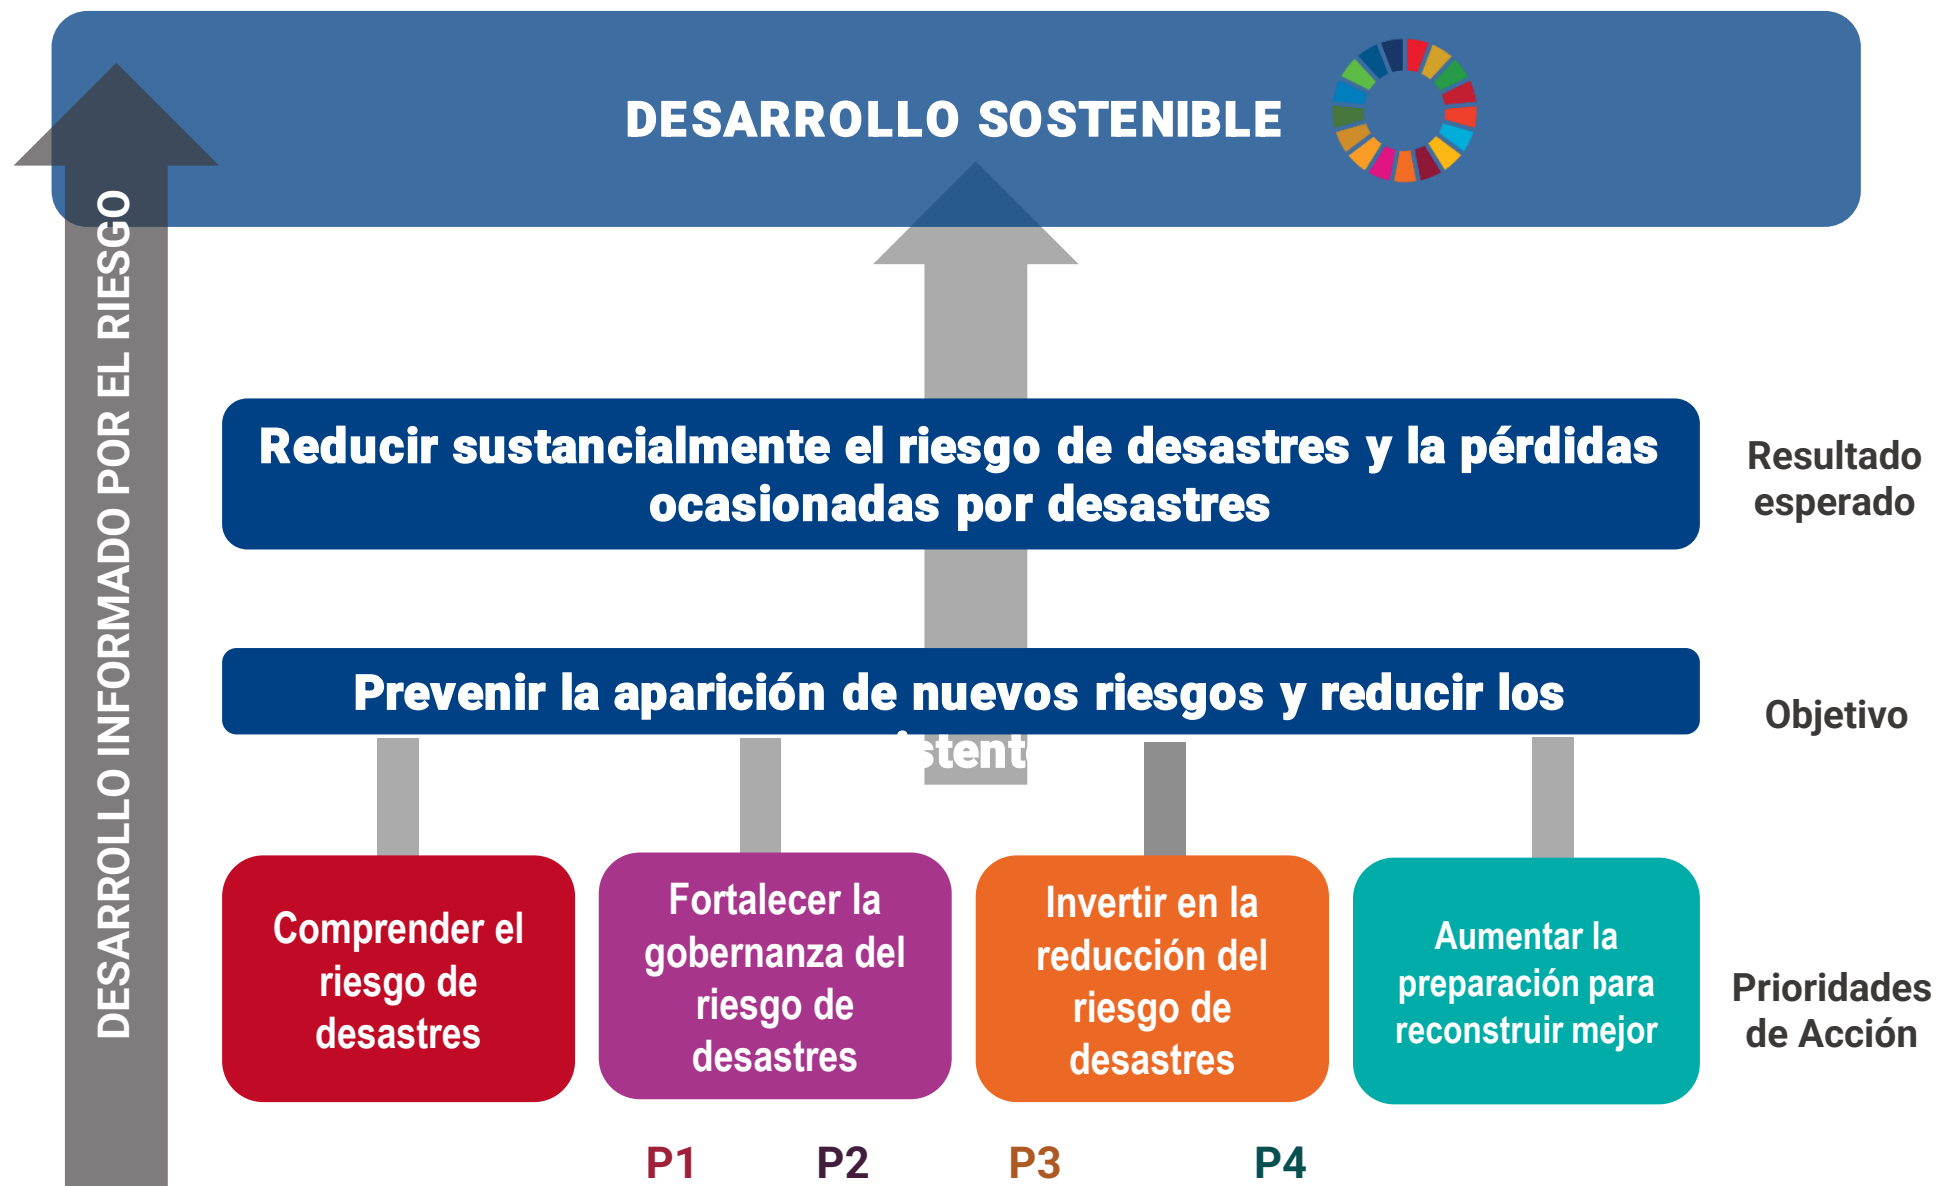 DESARROLLO SOSTENIBLE
DESARROLLO INFORMADO POR EL RIESGO
Reducir sustancialmente el riesgo de desastres y la pérdidas
ocasionadas por desastres
Resultado
esperado
Prevenir la aparición de nuevos riesgos y reducir los
Objetivo
Comprender el
riesgo de
desastres
Fortalecer la
gobernanza del
riesgo de
desastres
Invertir en la
reducción del
riesgo de
desastres
Aumentar la
preparación para
reconstruir mejor
Prioridades
de Acción
P1 P2 P3 P4